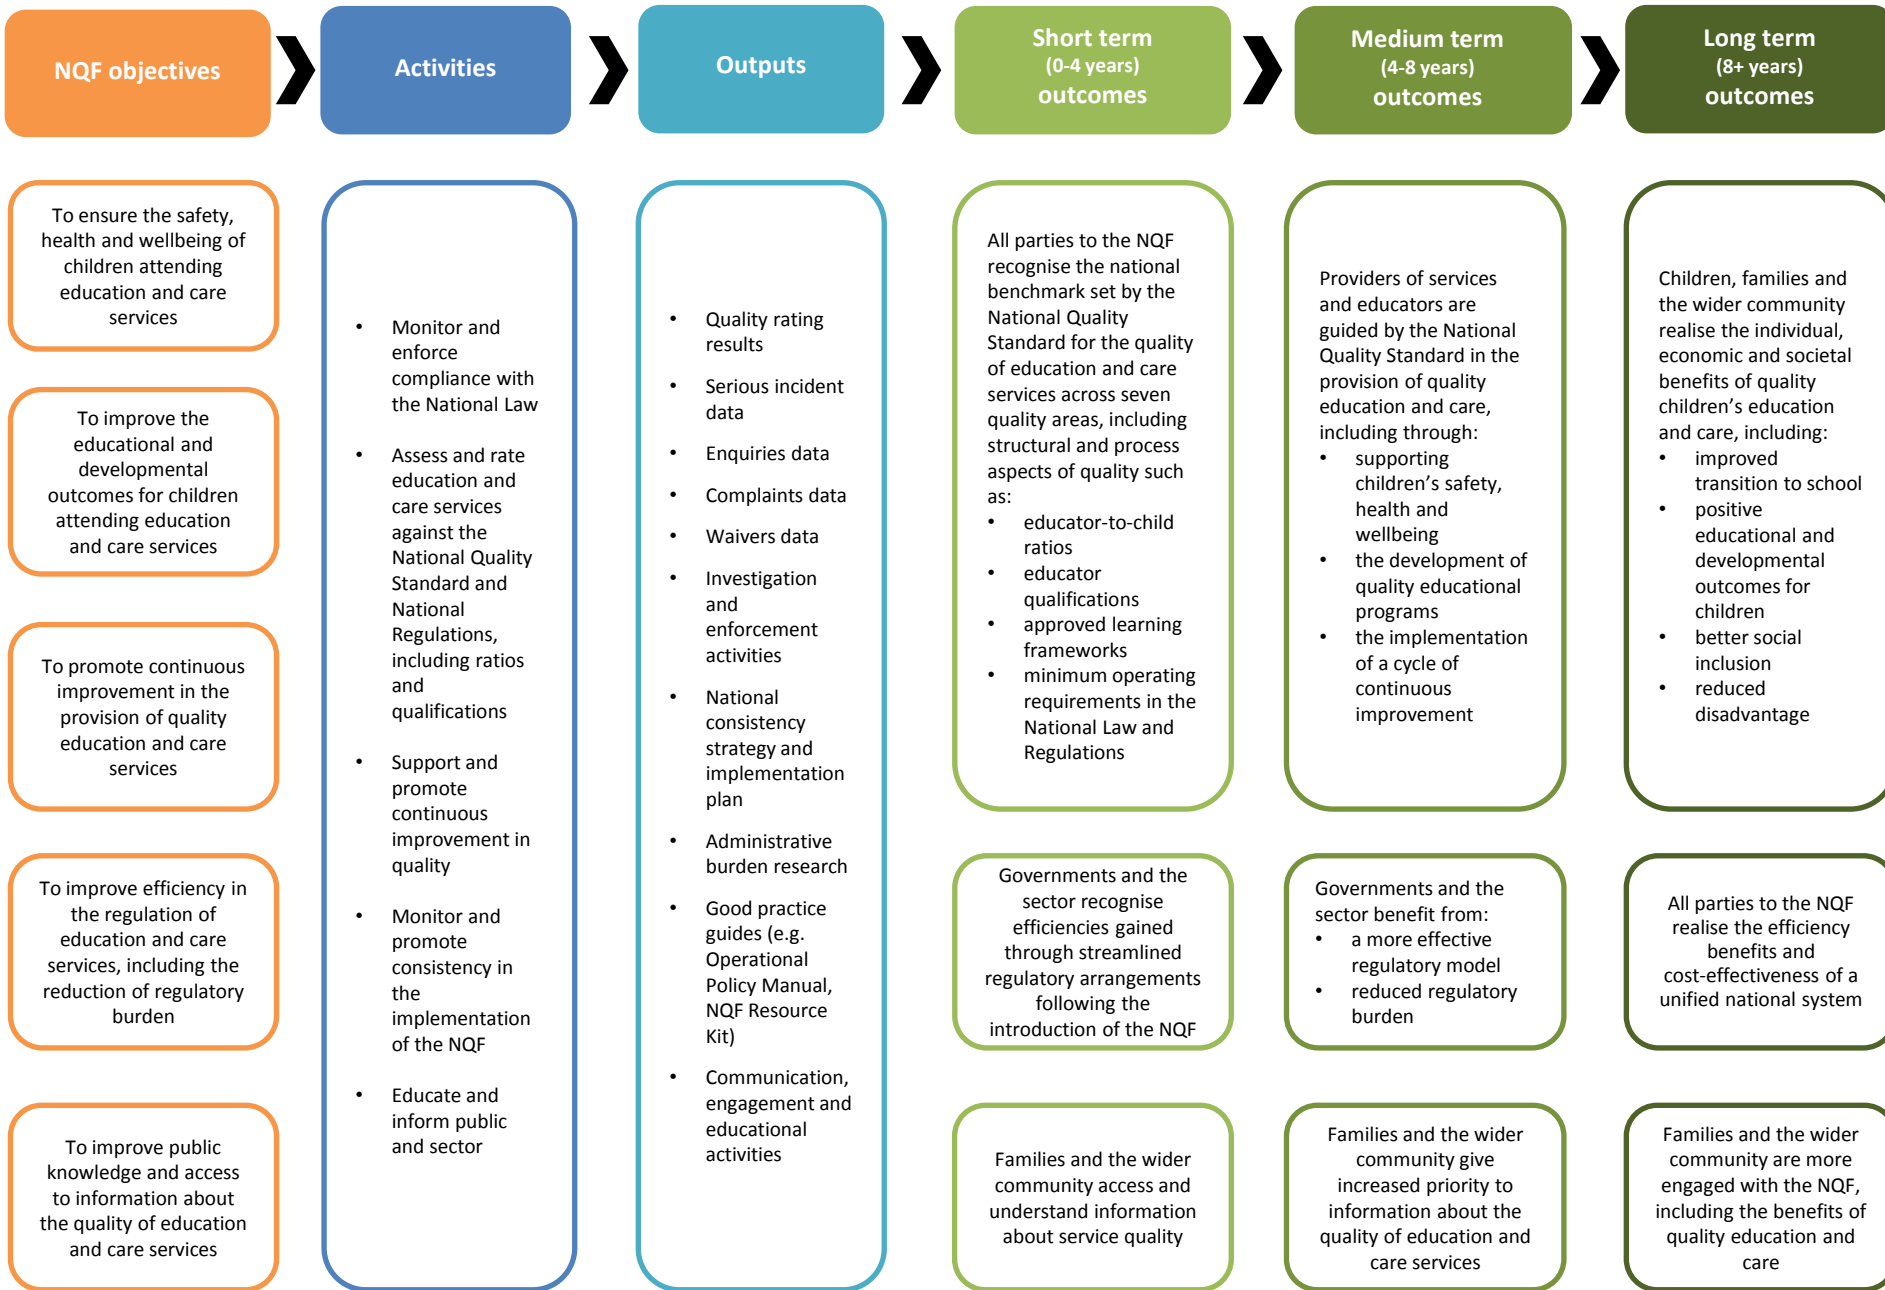 NQF objectives
Activities
Outputs
Short term
(0-4 years)
outcomes
Medium term
(4-8 years)
outcomes
Long term
(8+ years)
outcomes
To ensure the safety,
health and wellbeing of
children attending
education and care
services
To improve the
educational and
developmental
outcomes for children
attending education
and care services
To promote continuous
improvement in the
provision of quality
education and care
services
To improve efficiency in
the regulation of
education and care
services, including the
reduction of regulatory
burden
To improve public
knowledge and access
to information about
the quality of education
and care services
• Monitor and
enforce
compliance with
the National Law
• Assess and rate
education and
care services
against the
National Quality
Standard and
National
Regulations,
including ratios
and
qualifications
• Support and
promote
continuous
improvement in
quality
• Monitor and
promote
consistency in
the
implementation
of the NQF
• Educate and
inform public
and sector
• Quality rating
results
• Serious incident
data
• Enquiries data
• Complaints data
• Waivers data
• Investigation
and
enforcement
activities
• National
consistency
strategy and
implementation
plan
• Administrative
burden research
• Good practice
guides (e.g.
Operational
Policy Manual,
NQF Resource
Kit)
• Communication,
engagement and
educational
activities
All parties to the NQF
recognise the national
benchmark set by the
National Quality
Standard for the quality
of education and care
services across seven
quality areas, including
structural and process
aspects of quality such
as:
• educator-to-child
ratios
• educator
qualifications
• approved learning
frameworks
• minimum operating
requirements in the
National Law and
Regulations
Governments and the
sector recognise
efficiencies gained
through streamlined
regulatory arrangements
following the
introduction of the NQF
Families and the wider
community access and
understand information
about service quality
Providers of services
and educators are
guided by the National
Quality Standard in the
provision of quality
education and care,
including through:
• supporting
children’s safety,
health and
wellbeing
• the development of
quality educational
programs
• the implementation
of a cycle of
continuous
improvement
Governments and the
sector benefit from:
• a more effective
regulatory model
• reduced regulatory
burden
Families and the wider
community give
increased priority to
information about the
quality of education and
care services
Children, families and
the wider community
realise the individual,
economic and societal
benefits of quality
children’s education
and care, including:
• improved
transition to school
• positive
educational and
developmental
outcomes for
children
• better social
inclusion
• reduced
disadvantage
All parties to the NQF
realise the efficiency
benefits and
cost-effectiveness of a
unified national system
Families and the wider
community are more
engaged with the NQF,
including the benefits of
quality education and
care